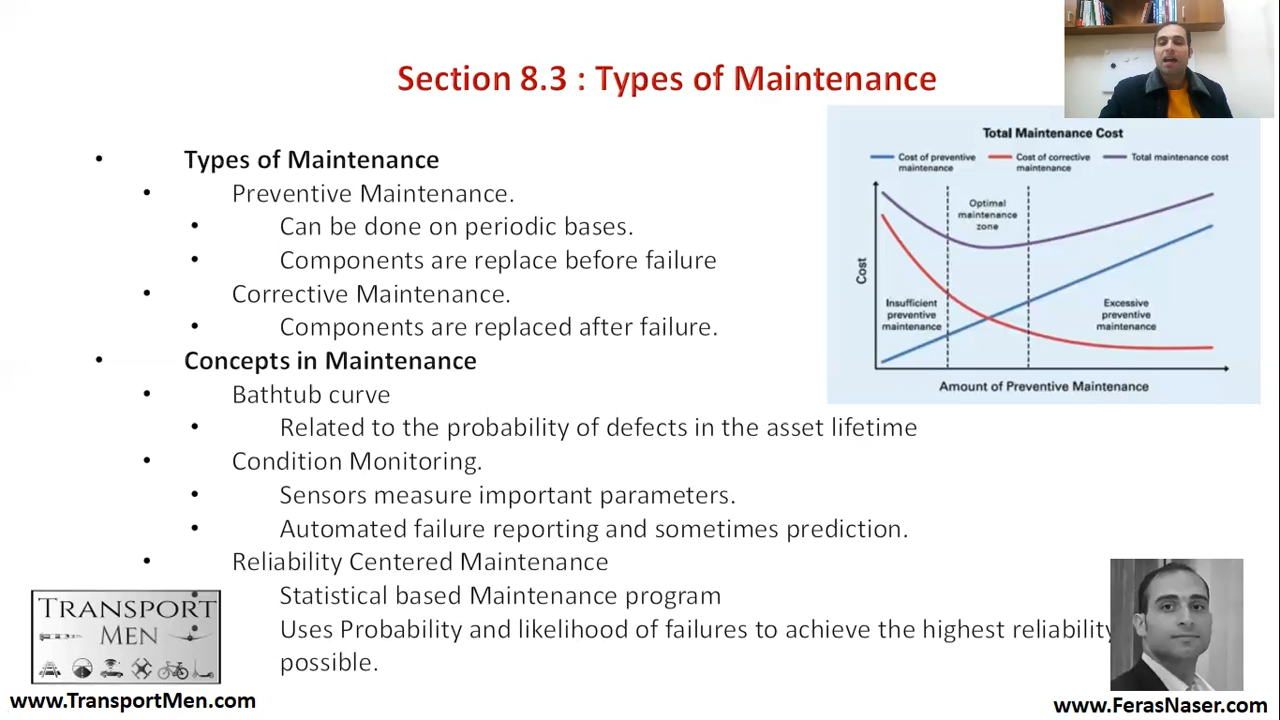 Section 8.3 : Types of Maintenance
• Types of Maintenance
• Preventive Maintenance.
• Can be done on periodic bases.
• Components are replace before failure
• Corrective Maintenance.
• Components are replaced after failure.
• Concepts in Maintenance
• Bathtub curve
• Related to the probability of defects in the asset lifetime
• Condition Monitoring.
• Sensors measure important parameters.
• Automated failure reporting and sometimes prediction.
• Reliability Centered Maintenance
Statistical based Maintenance program
Uses Probability and likelihood of failures to achieve the highest reliability
possible.
Total Maintenance Cost
Cost of preventive
maintenance
Cost of corrective
maintenance
Total maintenance cost
Optimal
maintenance
zone
Cost
Insufficient
preventive
maintenance
Excessive
preventive
maintenance
Amount of Preventive Maintenance
TRANSPORT
MEN
www.TransportMen.com
www.FerasNaser.com